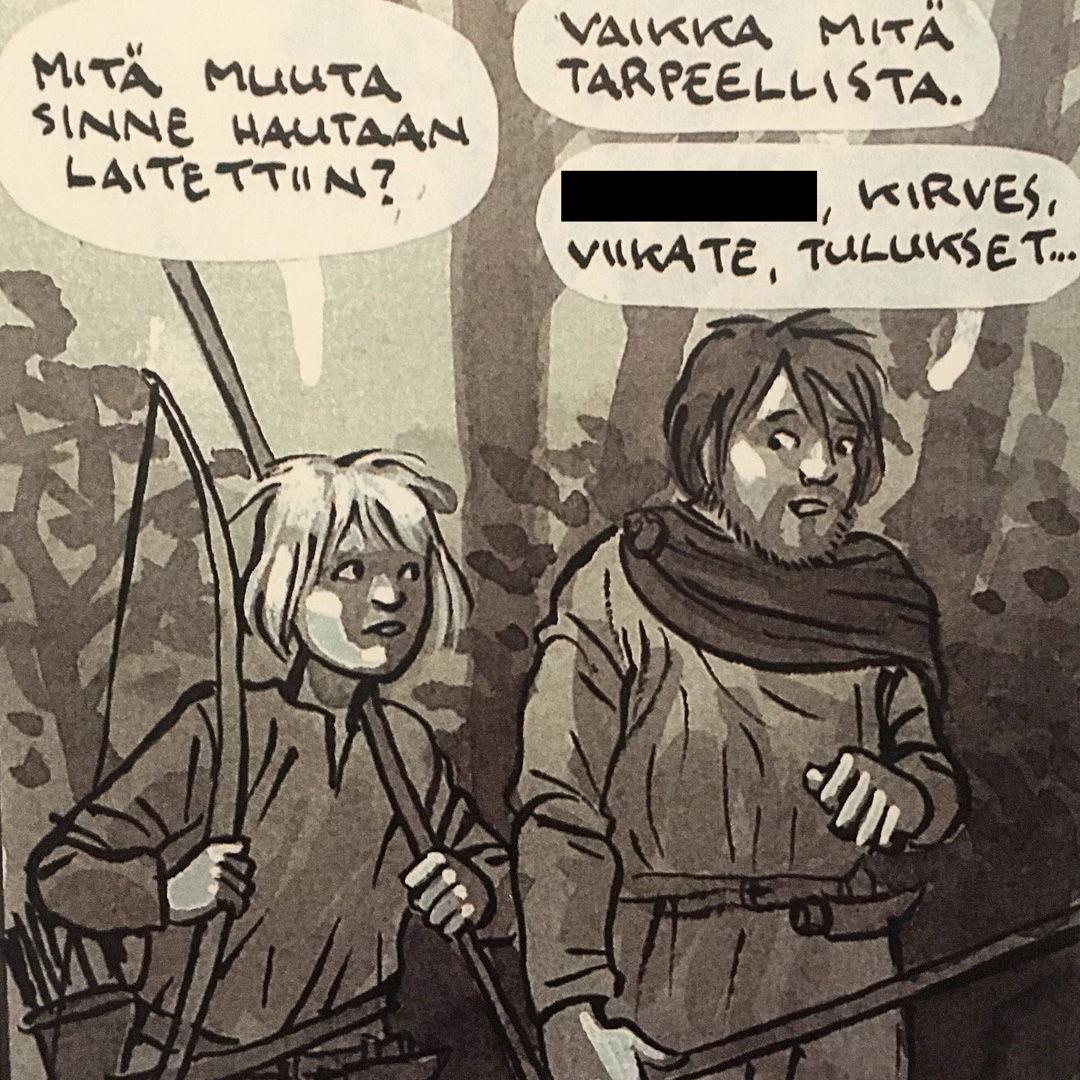 MITÄ MUUTA
SINNE HAUTAAN
LAITETTIIN?
VAIKKA MITÄ
TARPEELLISTA.
, KIRVES,
VIIKATE, TULUKSET...